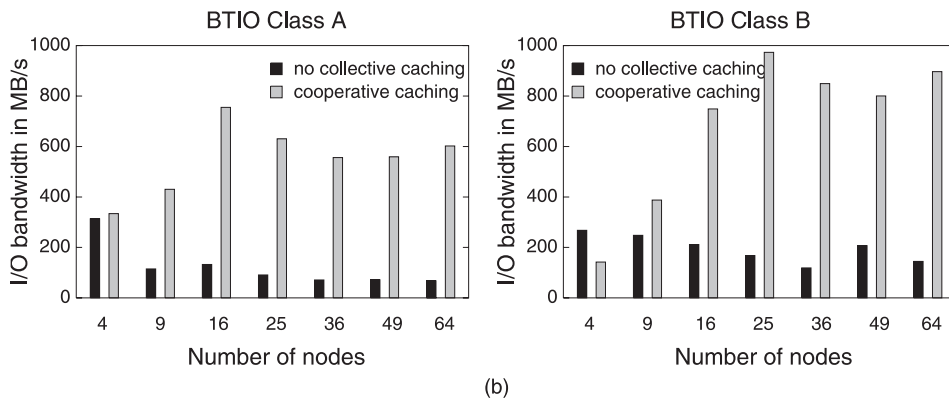 BTIO Class A
I/O bandwidth in MB/s
1000
800
600
400
200
0
no collective caching
cooperative caching
4 9 16 25 36 49 64
Number of nodes
BTIO Class B
I/O bandwidth in MB/s
1000
800
600
400
200
0
no collective caching
cooperative caching
4 9 16 25 36 49 64
Number of nodes
(b)